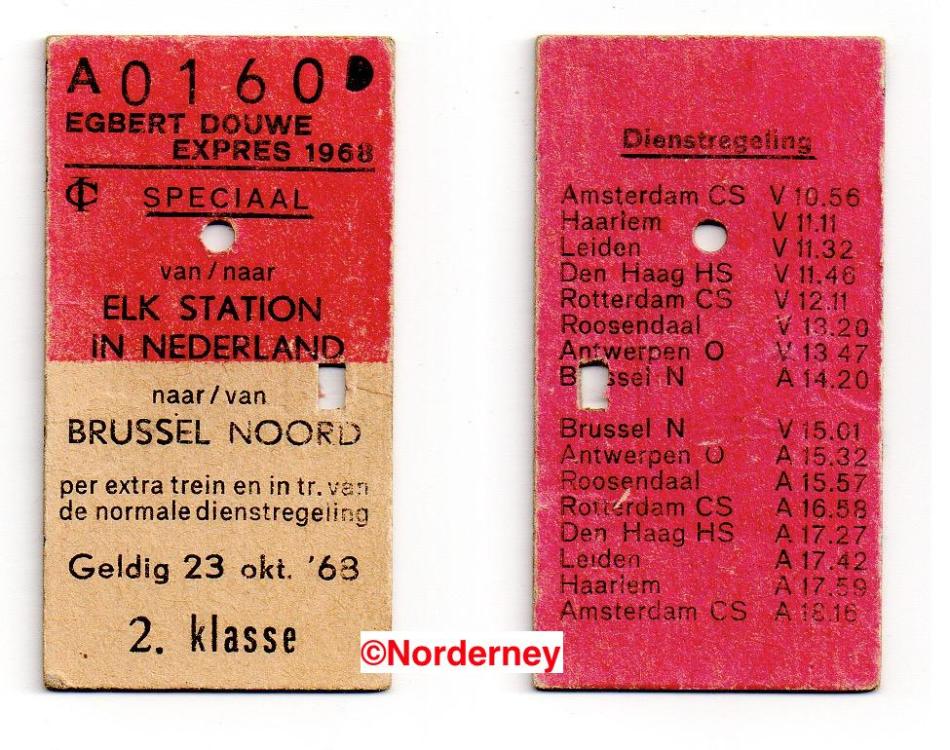 A 0160
EGBERT DOUWE
EXPRES 1968
SPECIAAL
van / naar
ELK STATION
IN NEDERLAND
naar / van
BRUSSEL NOORD
per extra trein en in tr. van
de normale dienstregeling
Geldig 23 okt. '68
2. klasse
©Norderney
Dienstregeling
Amsterdam CS V 10.56
Haarlem V 11.11
Leiden V 11.32
Den Haag HS V 11.46
Rotterdam CS V 12.11
Roosendaal V 13.20
Antwerpen O V 13.47
Brussel N A 14.20
Brussel N V 15.01
Antwerpen O A 15.32
Roosendaal A 15.57
Rotterdam CS A 16.58
Den Haag HS A 17.27
Leiden A 17.42
Haarlem A 17.59
Amsterdam CS A 18.16